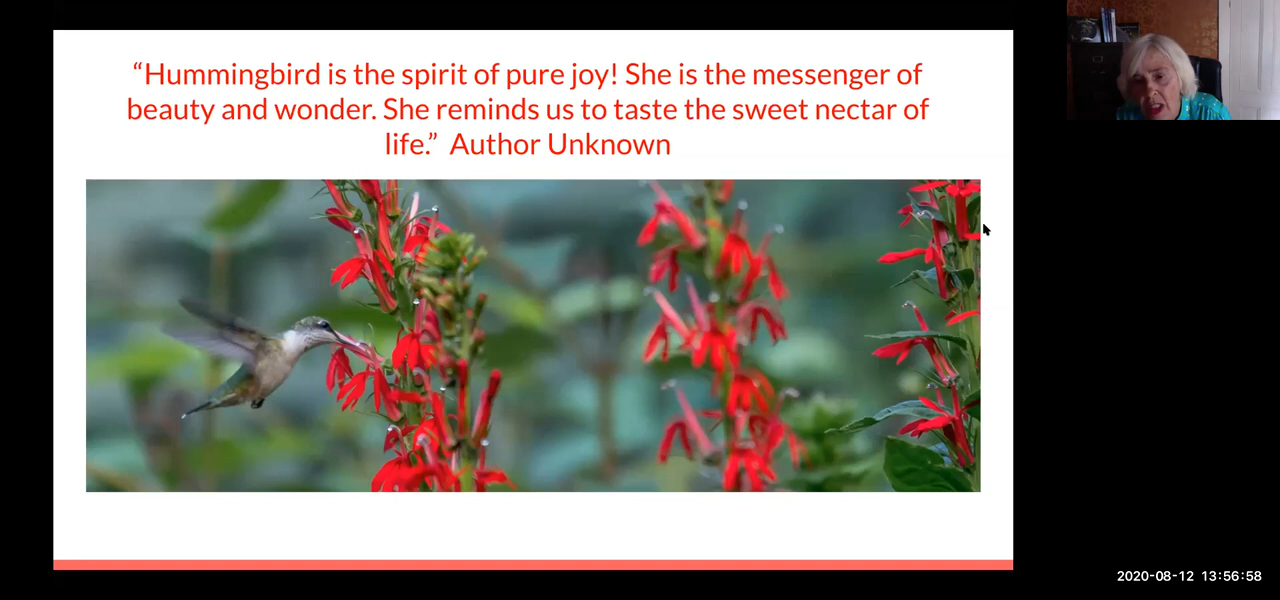 “Hummingbird is the spirit of pure joy! She is the messenger of
beauty and wonder. She reminds us to taste the sweet nectar of
life.”  Author Unknown
2020-08-12 13:56:58